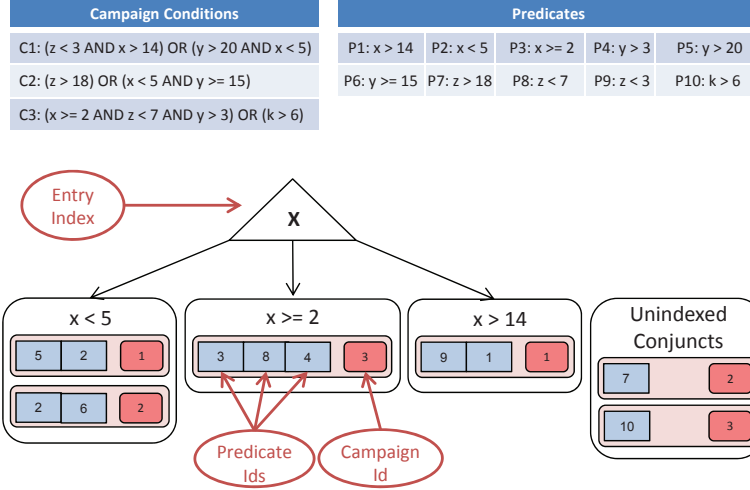 Campaign Conditions
C1: (z < 3 AND x > 14) OR (y > 20 AND x < 5)
C2: (z > 18) OR (x < 5 AND y >= 15)
C3: (x >= 2 AND z < 7 AND y > 3) OR (k > 6)
Predicates
P1: x > 14 P2: x < 5 P3: x >= 2 P4: y > 3 P5: y > 20
P6: y >= 15 P7: z > 18 P8: z < 7 P9: z < 3 P10: k > 6
Entry
Index
X
x < 5
5 2 1
2 6 2
x >= 2
3 8 4 3
x > 14
9 1 1
Unindexed
Conjuncts
7 2
10 3
Predicate
Ids
Campaign
Id